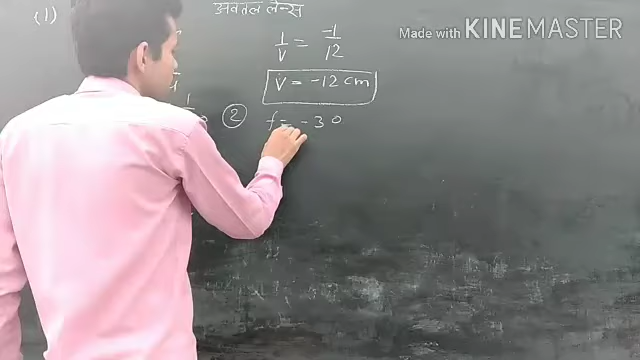 (1)
अवतल लेन्स
1/v = -1/12
v = -12 cm
② f = -30
Made with KINEMASTER